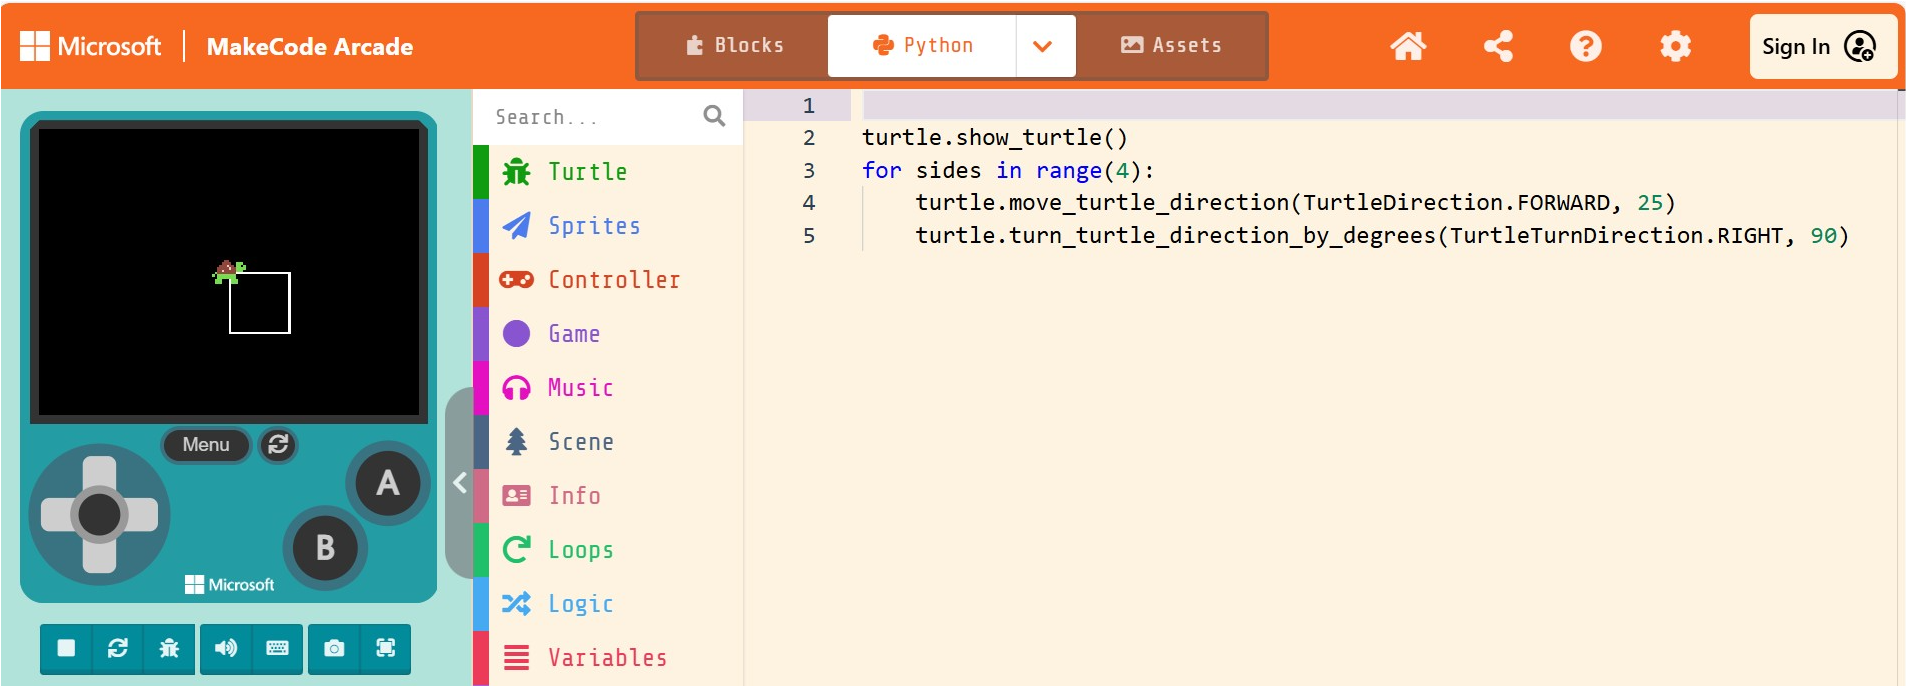 Microsoft | MakeCode Arcade
Blocks
Python
Assets
Sign In
Menu
A
B
Microsoft
Search...
Turtle
Sprites
Controller
Game
Music
Scene
Info
Loops
Logic
Variables
1
2 turtle.show_turtle()
3 for sides in range(4):
4 turtle.move_turtle_direction(TurtleDirection.FORWARD, 25)
5 turtle.turn_turtle_direction_by_degrees(TurtleTurnDirection.RIGHT, 90)